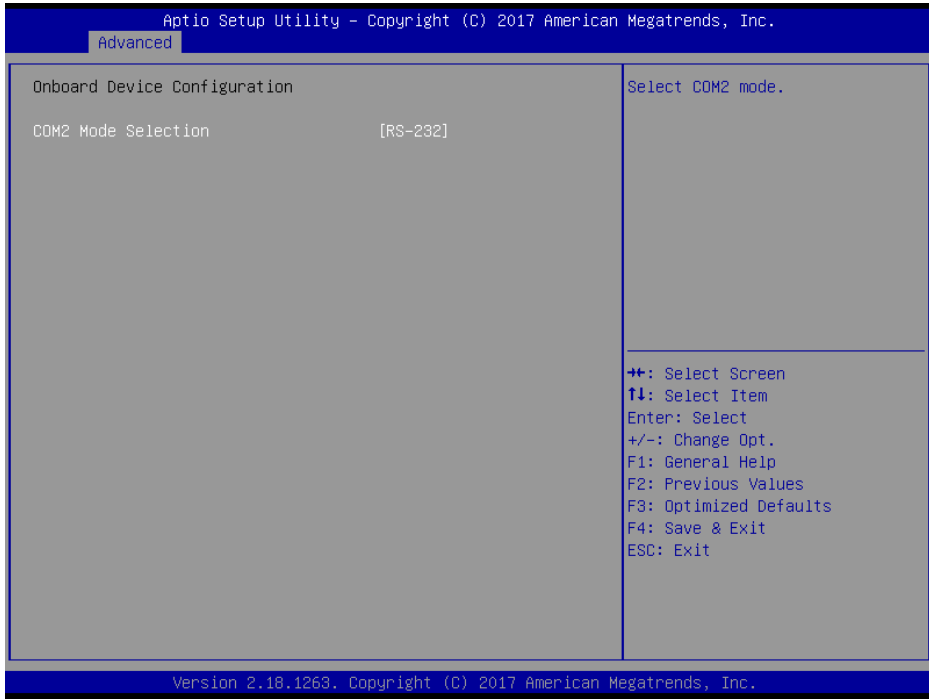 Aptio Setup Utility – Copyright (C) 2017 American Megatrends, Inc.
Advanced
Onboard Device Configuration
COM2 Mode Selection [RS-232]
Select COM2 mode.
→←: Select Screen
↑↓: Select Item
Enter: Select
+/-: Change Opt.
F1: General Help
F2: Previous Values
F3: Optimized Defaults
F4: Save & Exit
ESC: Exit
Version 2.18.1263. Copyright (C) 2017 American Megatrends, Inc.